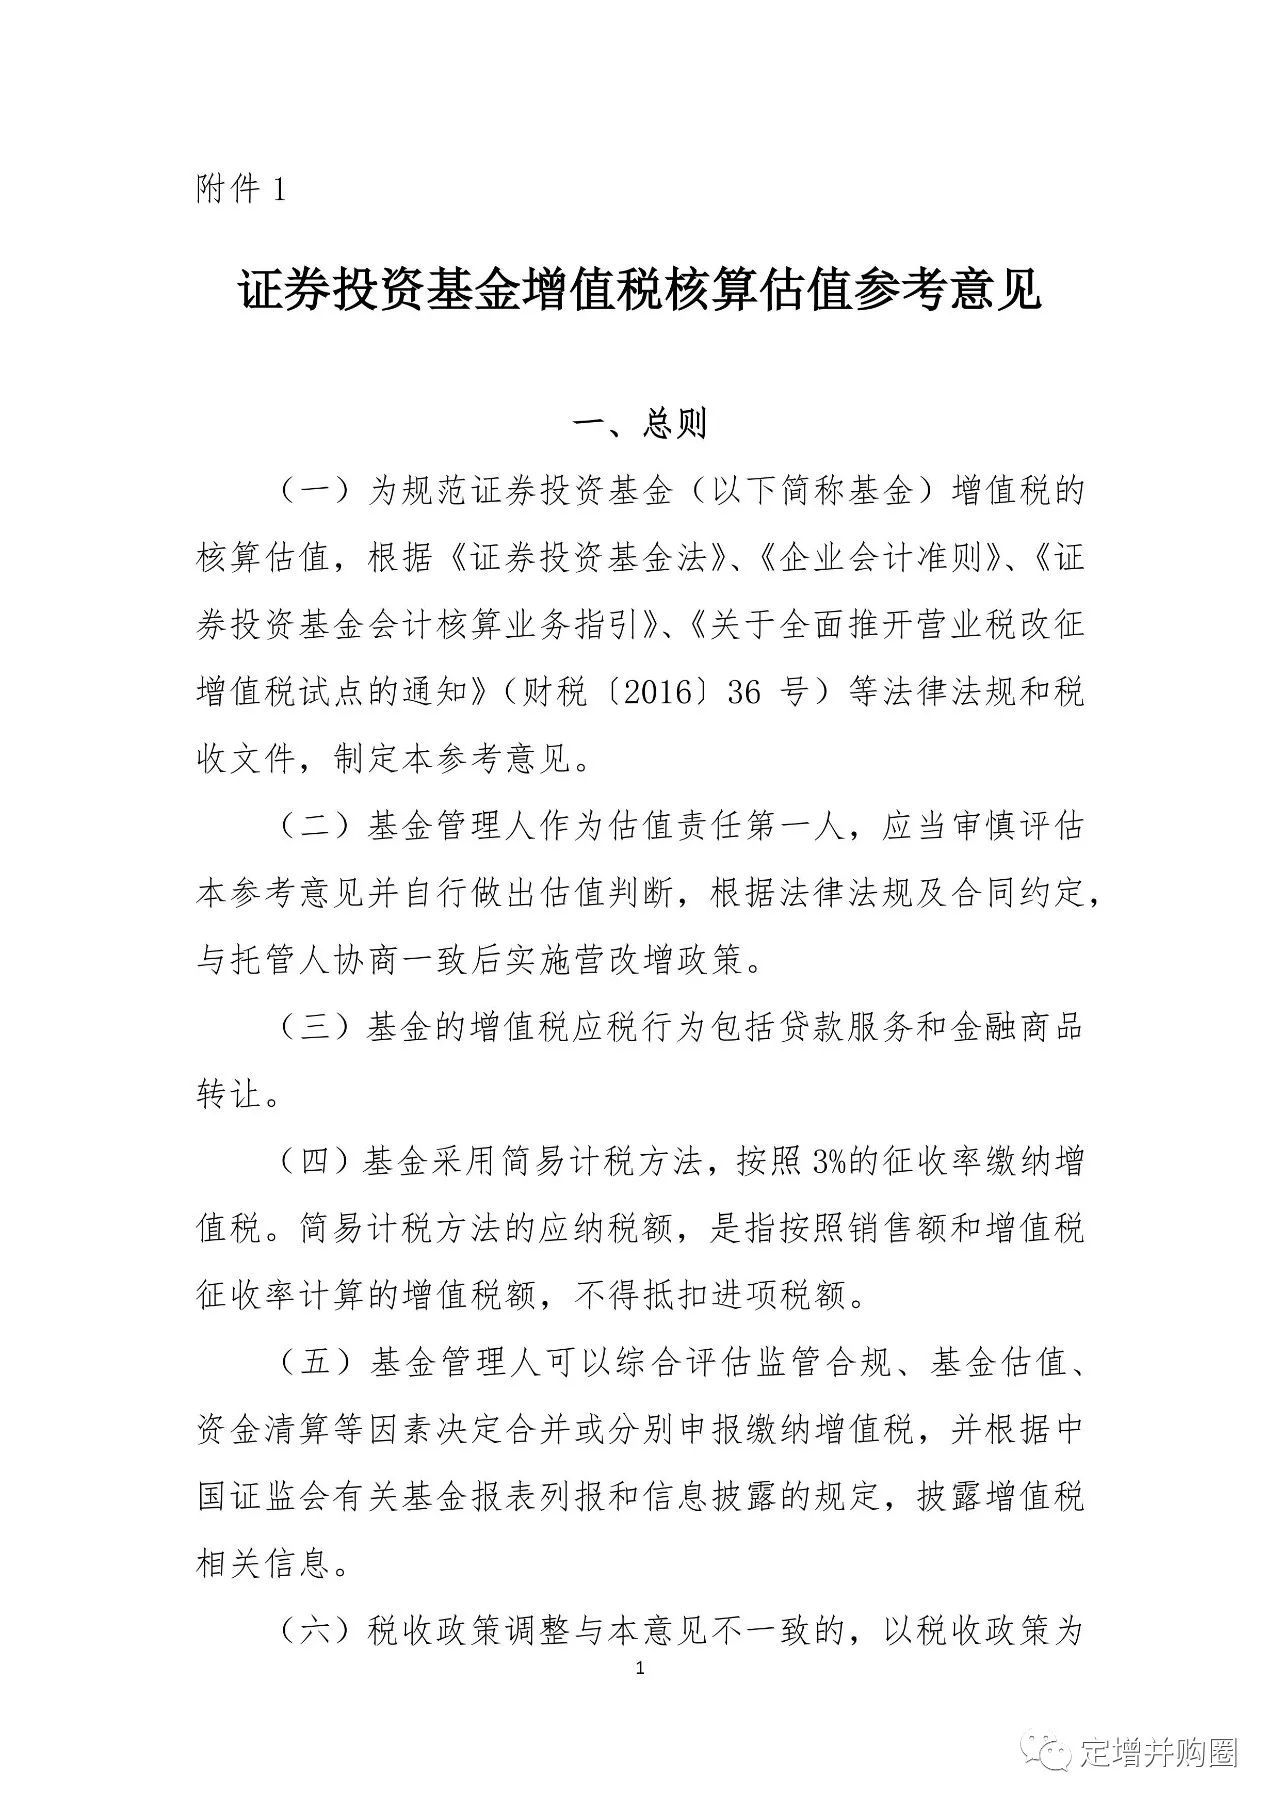 附件 1
证券投资基金增值税核算估值参考意见
一、总则
（一）为规范证券投资基金（以下简称基金）增值税的
核算估值，根据《证券投资基金法》、《企业会计准则》、《证
券投资基金会计核算业务指引》、《关于全面推开营业税改征
增值税试点的通知》（财税〔2016〕36 号）等法律法规和税
收文件，制定本参考意见。
（二）基金管理人作为估值责任第一人，应当审慎评估
本参考意见并自行做出估值判断，根据法律法规及合同约定，
与托管人协商一致后实施营改增政策。
（三）基金的增值税应税行为包括贷款服务和金融商品
转让。
（四）基金采用简易计税方法，按照 3%的征收率缴纳增
值税。简易计税方法的应纳税额，是指按照销售额和增值税
征收率计算的增值税额，不得抵扣进项税额。
（五）基金管理人可以综合评估监管合规、基金估值、
资金清算等因素决定合并或分别申报缴纳增值税，并根据中
国证监会有关基金报表列报和信息披露的规定，披露增值税
相关信息。
（六）税收政策调整与本意见不一致的，以税收政策为
1
定增并购圈